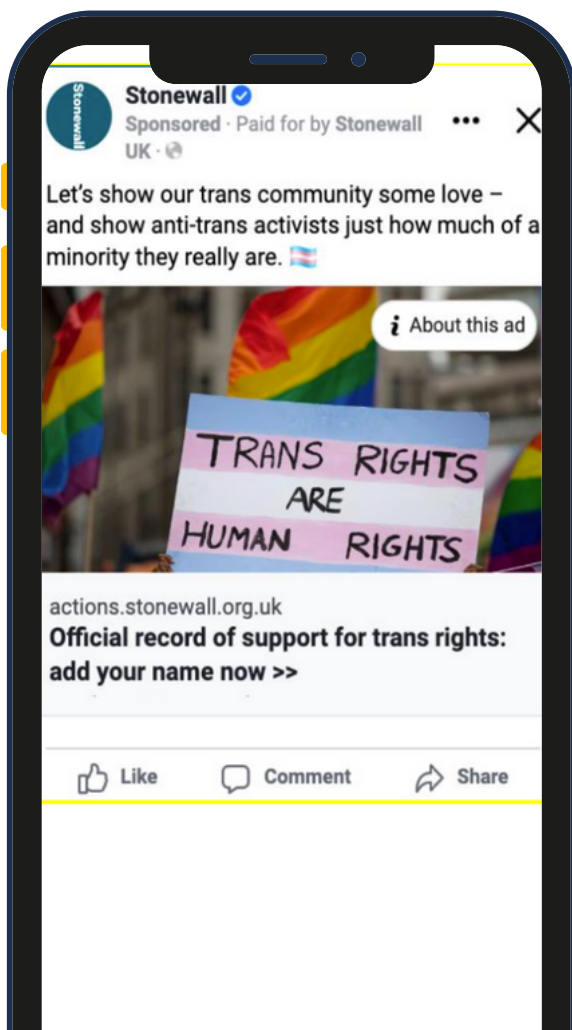 Stonewall
Stonewall
Sponsored · Paid for by Stonewall
UK ·
Let's show our trans community some love –
and show anti-trans activists just how much of a
minority they really are.
i About this ad
TRANS RIGHTS
ARE
HUMAN RIGHTS
actions.stonewall.org.uk
Official record of support for trans rights:
add your name now >>
Like Comment Share